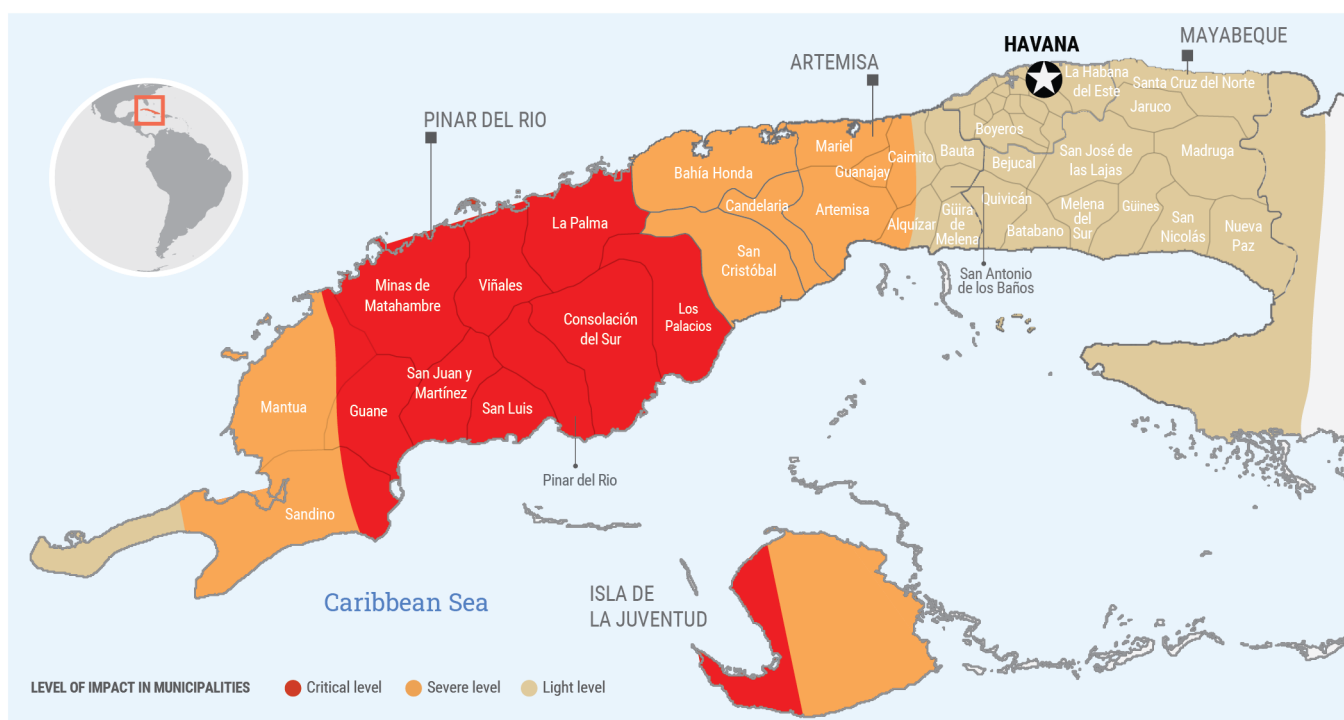 HAVANA
MAYABEQUE
ARTEMISA
PINAR DEL RIO
La Habana
del Este
Santa Cruz del Norte
Jaruco
Boyeros
Mariel
Guanajay
Caimito
Bauta
Bejucal
San José de
las Lajas
Madruga
Bahía Honda
Candelaria
Artemisa
Alquízar
Güira
de
Melena
Quivicán
Batabano
Melena
del
Sur
Güines
San
Nicolás
Nueva
Paz
San Antonio
de los Baños
La Palma
San
Cristóbal
Minas de
Matahambre
Viñales
Consolación
del Sur
Los
Palacios
San Juan y
Martínez
San Luis
Mantua
Guane
Pinar del Rio
Sandino
Caribbean Sea
ISLA DE
LA JUVENTUD
LEVEL OF IMPACT IN MUNICIPALITIES
Critical level
Severe level
Light level